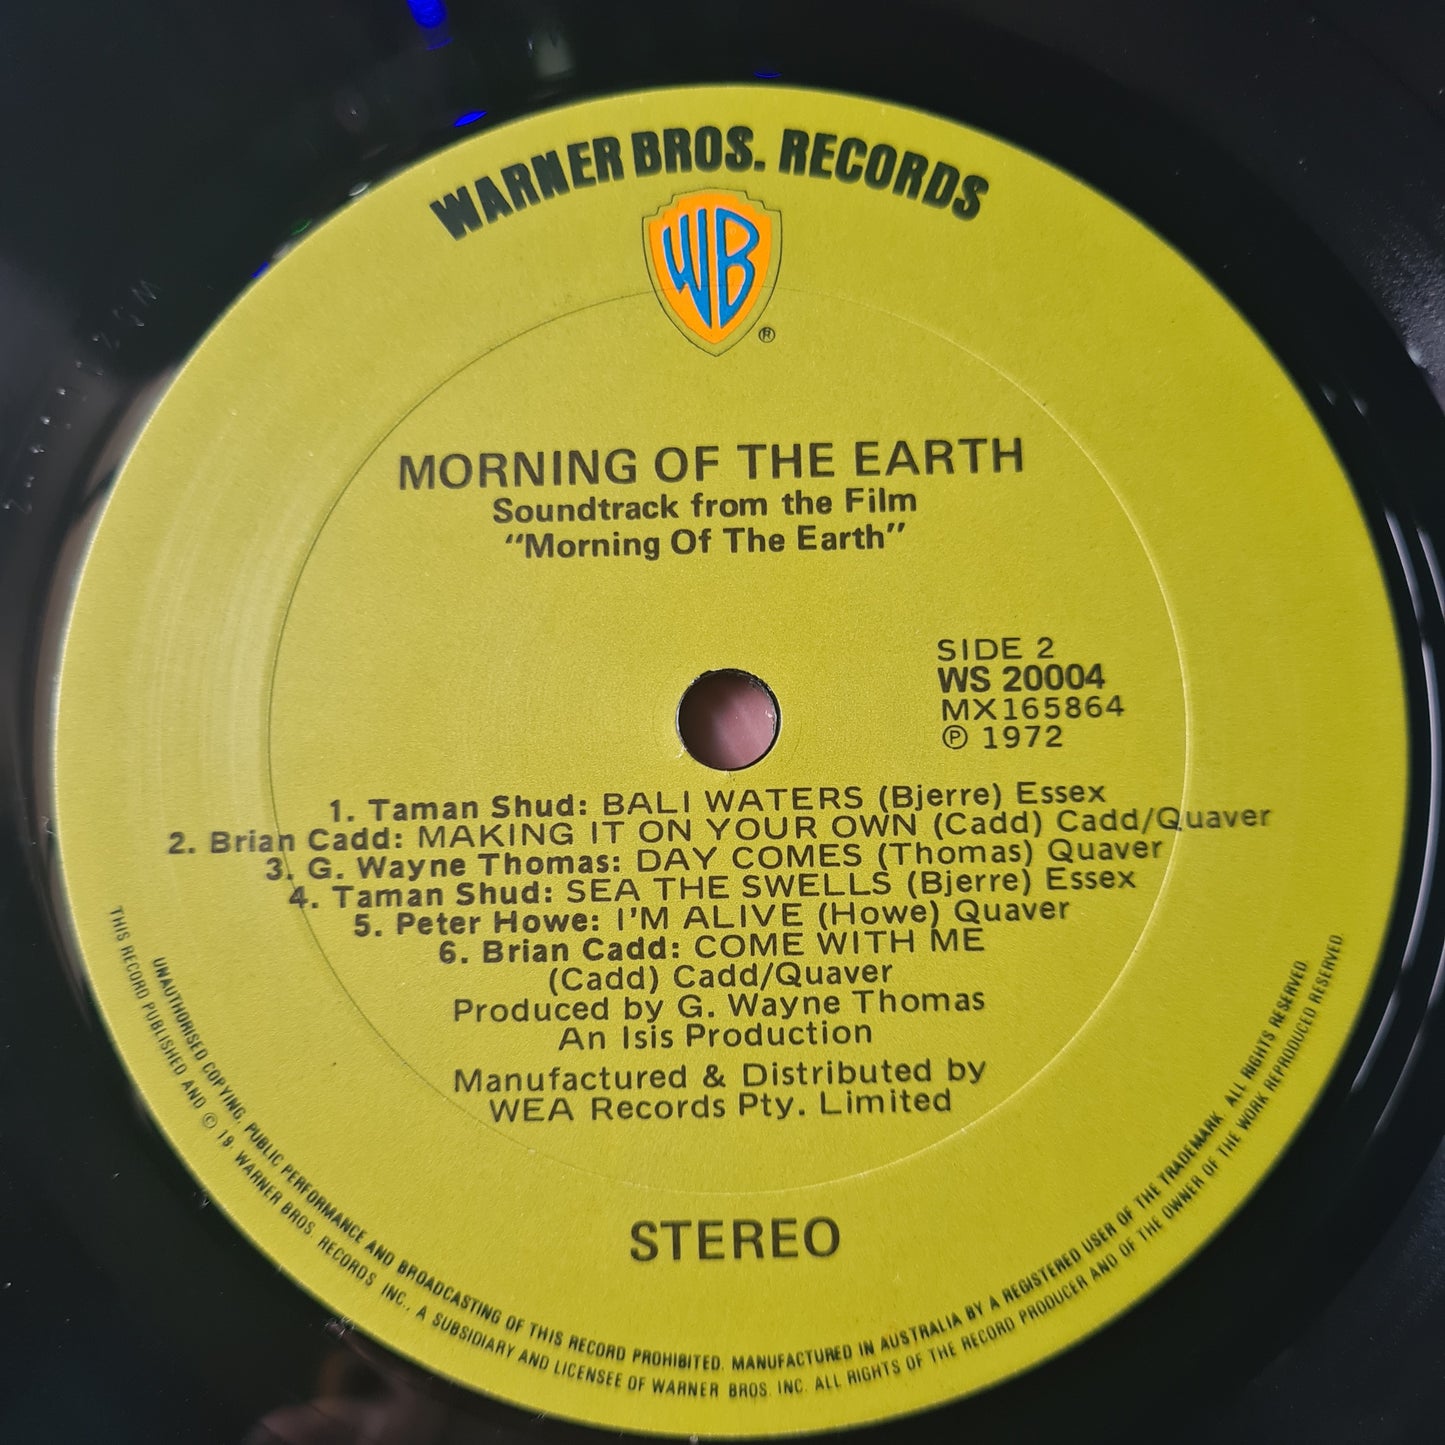 WARNER BROS. RECORDS
WB
®
MORNING OF THE EARTH
Soundtrack from the Film
"Morning Of The Earth"
SIDE 2
WS 20004
MX165864
℗ 1972
1. Taman Shud: BALI WATERS (Bjerre) Essex
2. Brian Cadd: MAKING IT ON YOUR OWN (Cadd) Cadd/Quaver
3. G. Wayne Thomas: DAY COMES (Thomas) Quaver
4. Taman Shud: SEA THE SWELLS (Bjerre) Essex
5. Peter Howe: I'M ALIVE (Howe) Quaver
6. Brian Cadd: COME WITH ME
(Cadd) Cadd/Quaver
Produced by G. Wayne Thomas
An Isis Production
Manufactured & Distributed by
WEA Records Pty. Limited
STEREO
UNAUTHORISED COPYING, PUBLIC PERFORMANCE AND BROADCASTING OF THIS RECORD PROHIBITED. MANUFACTURED IN AUSTRALIA BY A REGISTERED USER OF THE TRADEMARK. ALL RIGHTS RESERVED.
THIS RECORD PUBLISHED AND © 19 WARNER BROS. RECORDS INC., A SUBSIDIARY AND LICENSEE OF WARNER BROS. INC. ALL RIGHTS OF THE RECORD PRODUCER AND OF THE OWNER OF THE WORK REPRODUCED RESERVED.